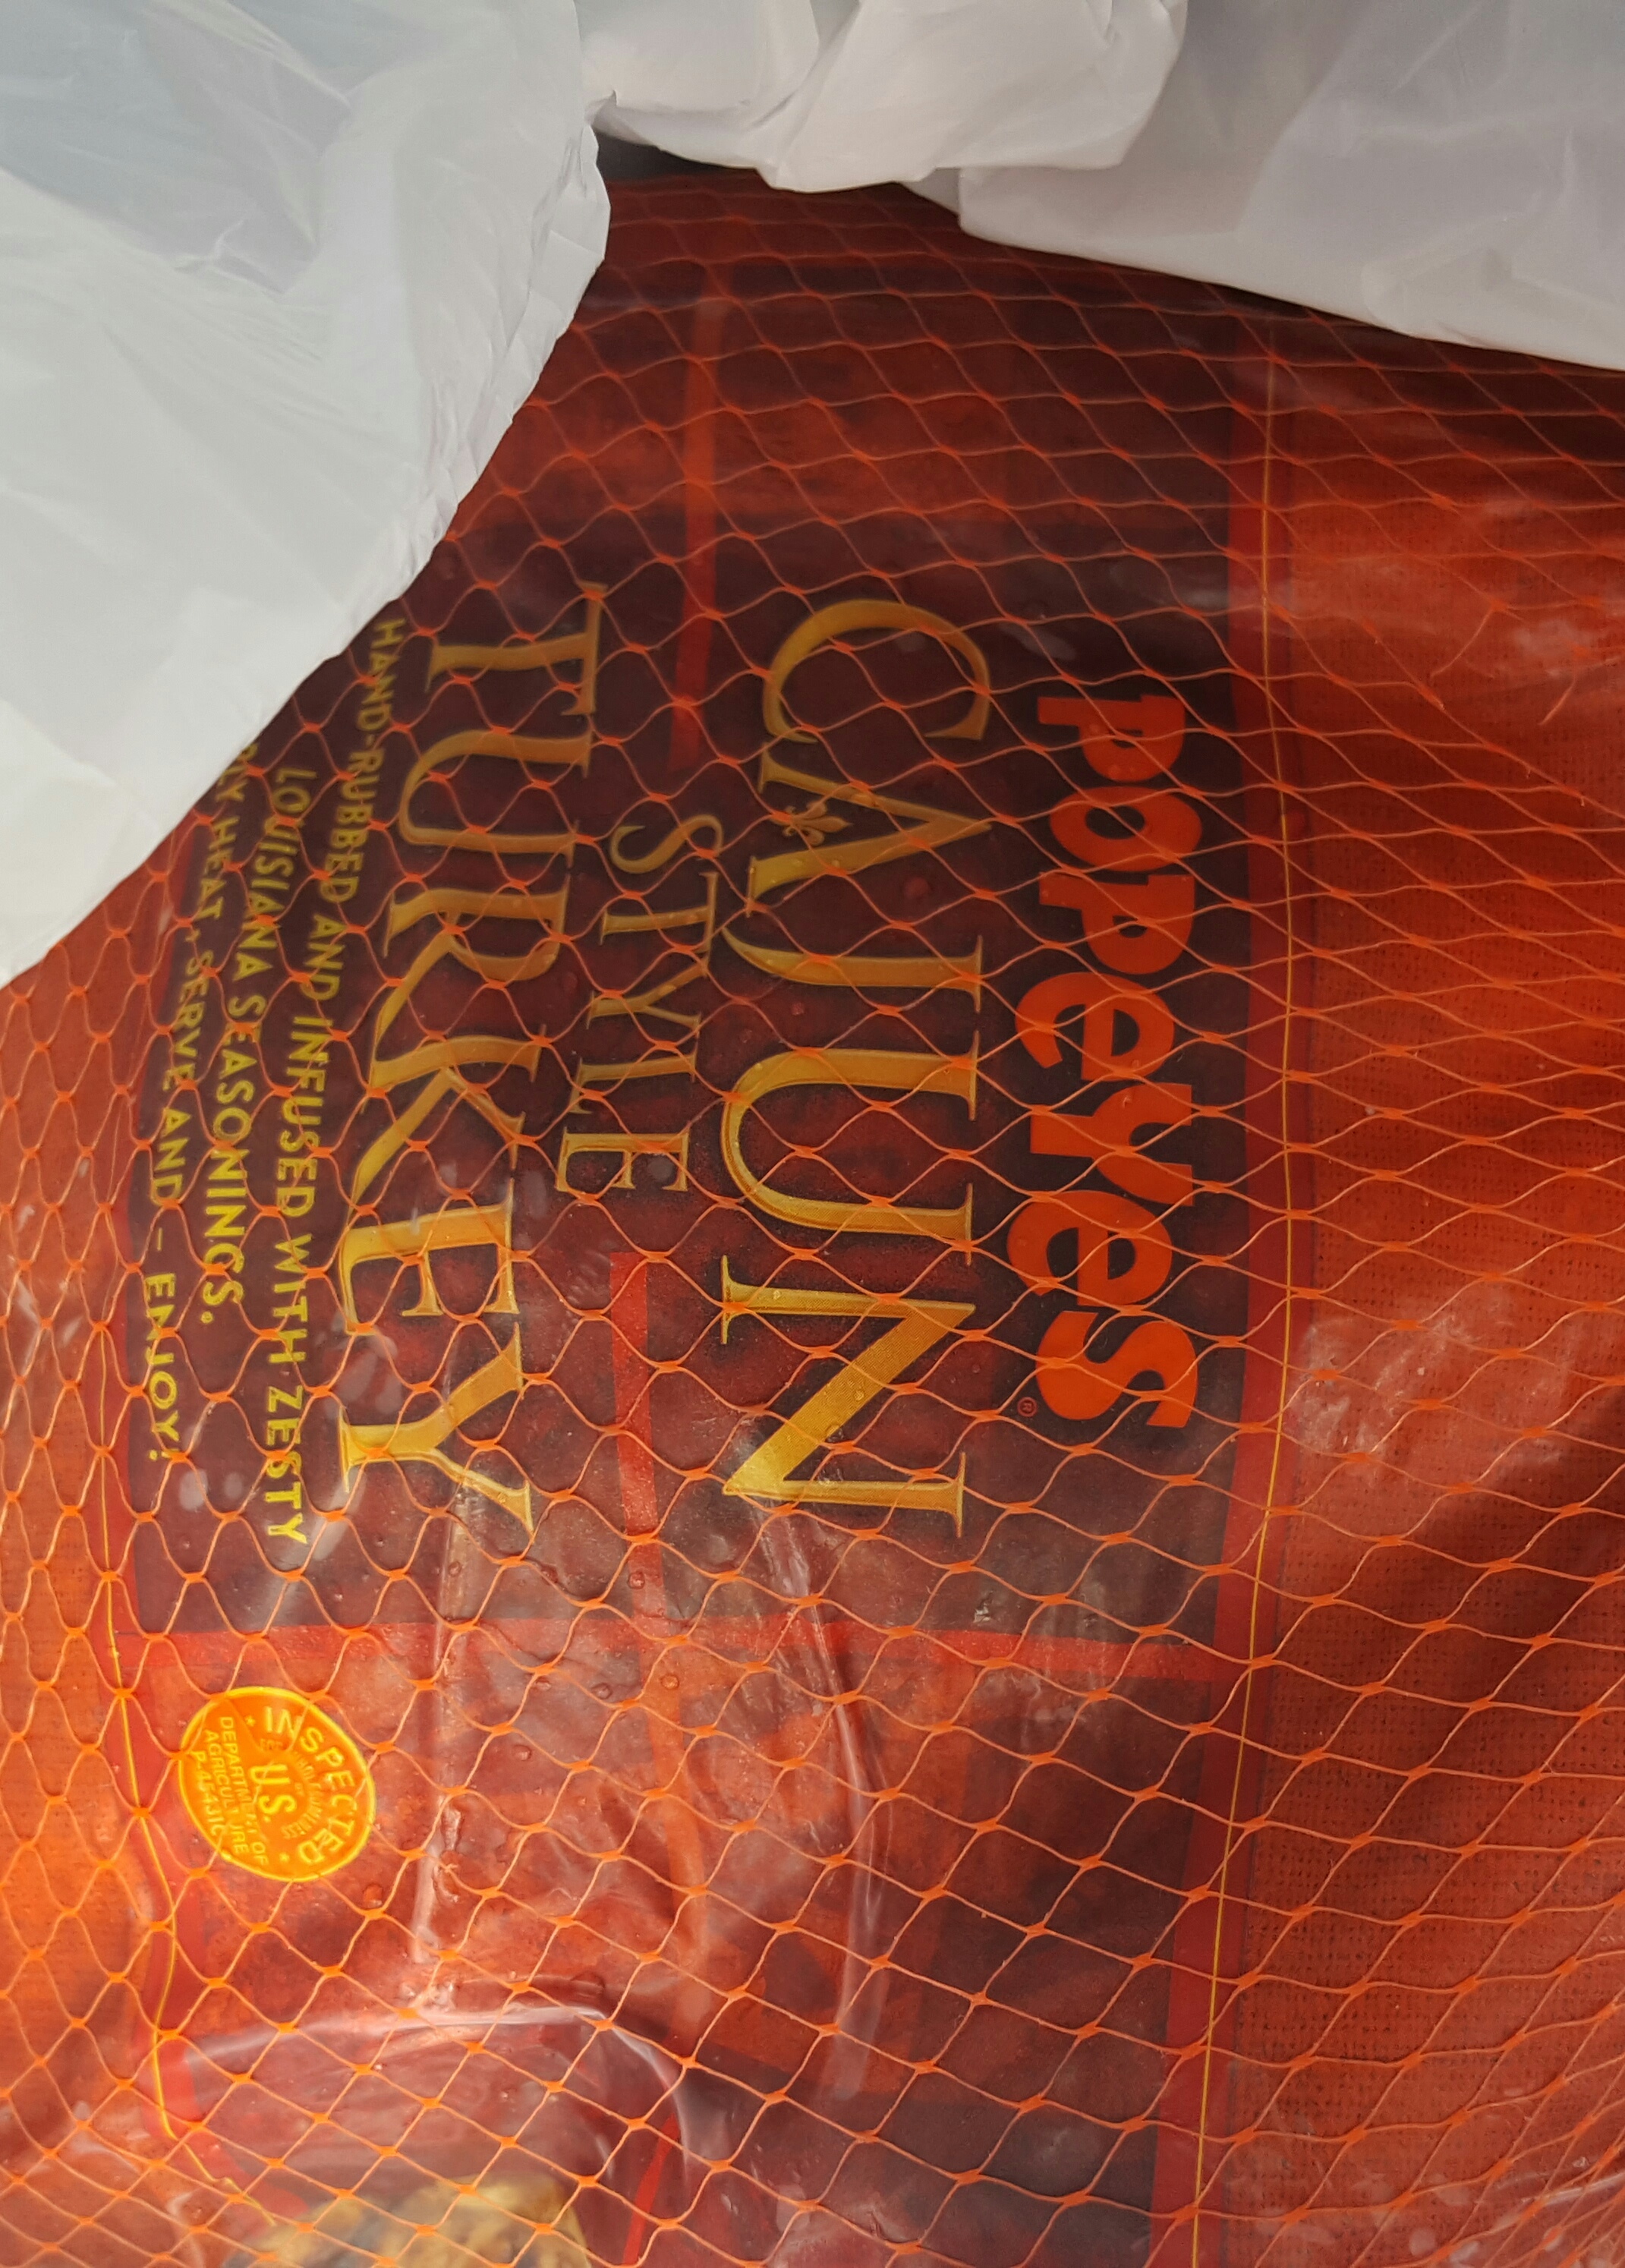 popeyes®
CAJUN
STYLE
TURKEY
HAND-RUBBED AND INFUSED WITH ZESTY
LOUISIANA SEASONINGS.
HEAT, SERVE AND - ENJOY!
INSPECTED
U.S.
DEPARTMENT OF
AGRICULTURE